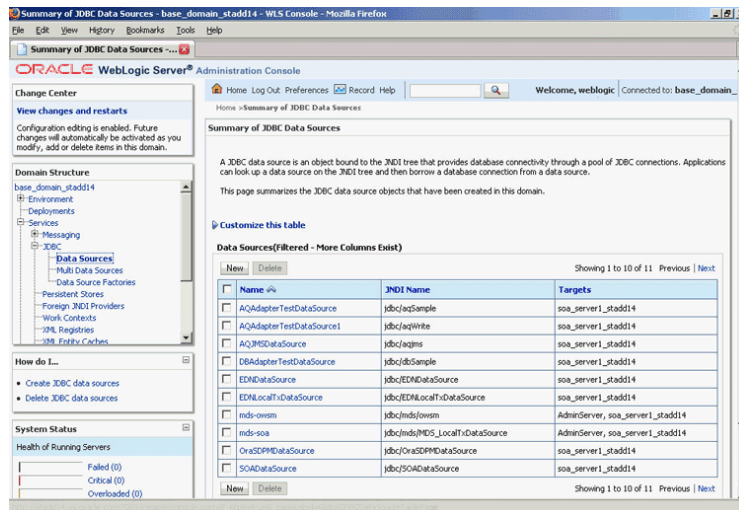 Summary of JDBC Data Sources - base_domain_stadd14 - WLS Console - Mozilla Firefox
File Edit View History Bookmarks Tools Help
Summary of JDBC Data Sources -...
ORACLE WebLogic Server® Administration Console
Change Center
View changes and restarts
Configuration editing is enabled. Future
changes will automatically be activated as you
modify, add or delete items in this domain.
Domain Structure
base_domain_stadd14
Environment
Deployments
Services
Messaging
JDBC
Data Sources
Multi Data Sources
Data Source Factories
Persistent Stores
Foreign JNDI Providers
Work Contexts
XML Registries
XML Entity Caches
How do I...
Create JDBC data sources
Delete JDBC data sources
System Status
Health of Running Servers
Failed (0)
Critical (0)
Overloaded (0)
Home Log Out Preferences Record Help
Welcome, weblogic Connected to: base_domain_
Home >Summary of JDBC Data Sources
Summary of JDBC Data Sources
A JDBC data source is an object bound to the JNDI tree that provides database connectivity through a pool of JDBC connections. Applications
can look up a data source on the JNDI tree and then borrow a database connection from a data source.
This page summarizes the JDBC data source objects that have been created in this domain.
Customize this table
Data Sources(Filtered - More Columns Exist)
New Delete Showing 1 to 10 of 11 Previous | Next
Name JNDI Name Targets
AQAdapterTestDataSource jdbc/aqSample soa_server1_stadd14
AQAdapterTestDataSource1 jdbc/aqWrite soa_server1_stadd14
AQJMSDataSource jdbc/aqjms soa_server1_stadd14
DBAdapterTestDataSource jdbc/dbSample soa_server1_stadd14
EDNDataSource jdbc/EDNDataSource soa_server1_stadd14
EDNLocalTxDataSource jdbc/EDNLocalTxDataSource soa_server1_stadd14
mds-owsm jdbc/mds/owsm AdminServer, soa_server1_stadd14
mds-soa jdbc/mds/MDS_LocalTxDataSource AdminServer, soa_server1_stadd14
OraSDPMDataSource jdbc/OraSDPMDataSource soa_server1_stadd14
SOADataSource jdbc/SOADataSource soa_server1_stadd14
New Delete Showing 1 to 10 of 11 Previous | Next